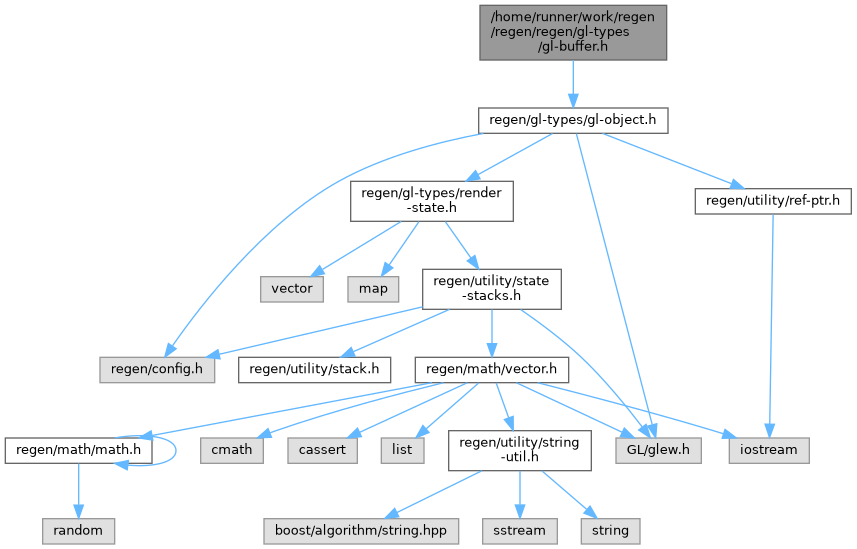 /home/runner/work/regen
/regen/regen/gl-types
/gl-buffer.h
regen/gl-types/gl-object.h
regen/gl-types/render
-state.h
regen/utility/ref-ptr.h
vector
map
regen/utility/state
-stacks.h
regen/config.h
regen/utility/stack.h
regen/math/vector.h
regen/math/math.h
cmath
cassert
list
regen/utility/string
-util.h
GL/glew.h
iostream
random
boost/algorithm/string.hpp
sstream
string